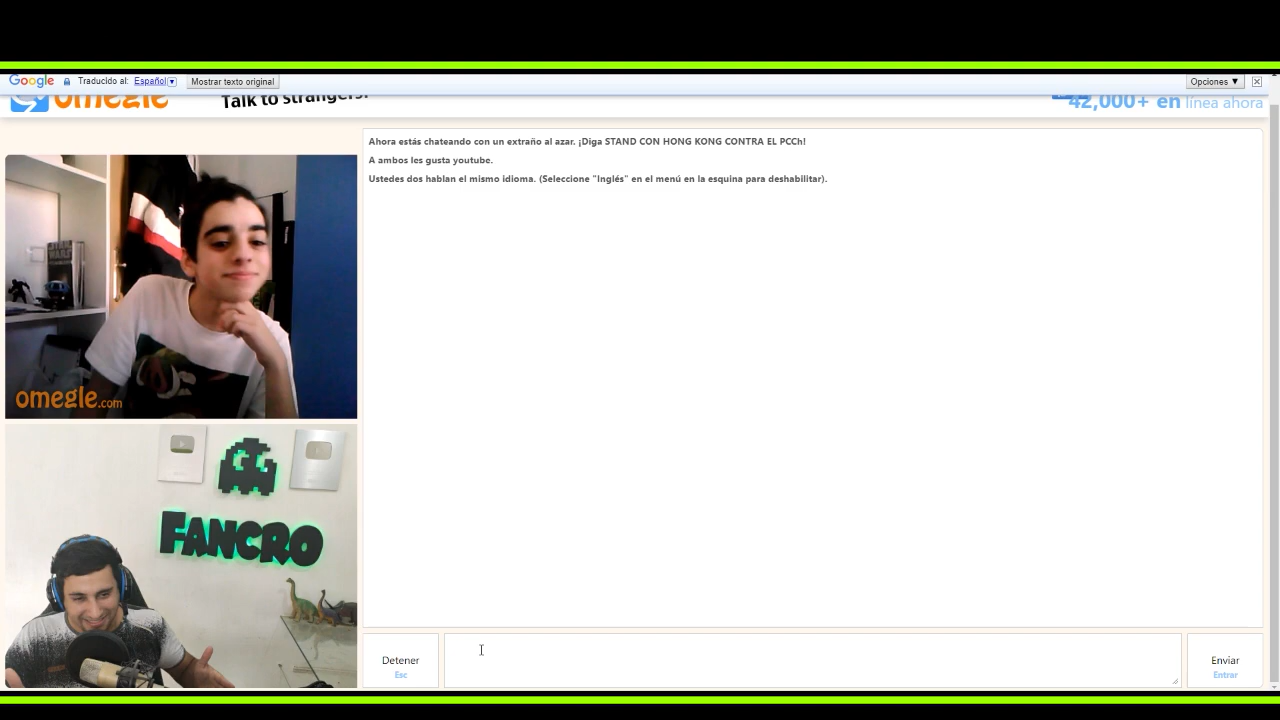 Google Traducido al: Español Mostrar texto original Opciones ▼
omegle Talk to strangers! 42,000+ en línea ahora
Ahora estás chateando con un extraño al azar. ¡Diga STAND CON HONG KONG CONTRA EL PCCh!
A ambos les gusta youtube.
Ustedes dos hablan el mismo idioma. (Seleccione "Inglés" en el menú en la esquina para deshabilitar).
STAR
WARS
omegle.com
FANCRO
Detener
Esc
Enviar
Entrar